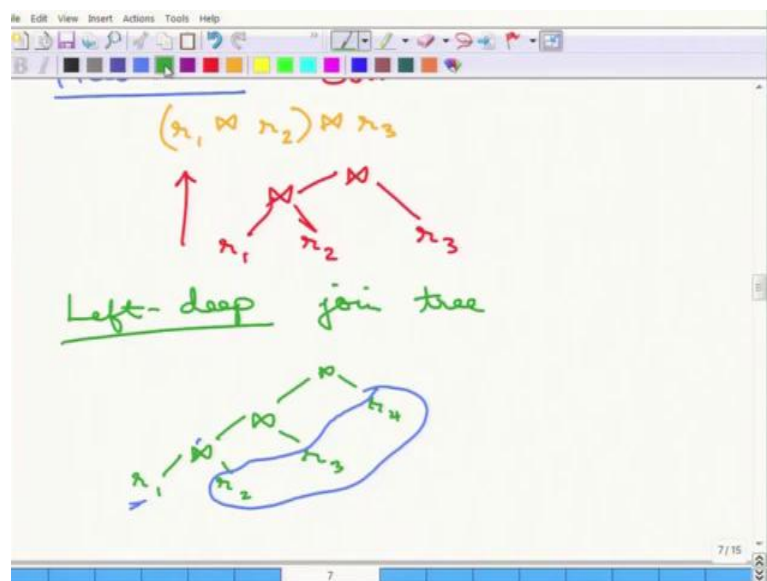 Edit View Insert Actions Tools Help
(r₁ ⋈ r₂) ⋈ r₃
⋈ ⋈
r₁ r₂ r₃
Left-deep join tree
⋈
⋈ r₄
⋈ r₃
r₁ r₂
7/15
7